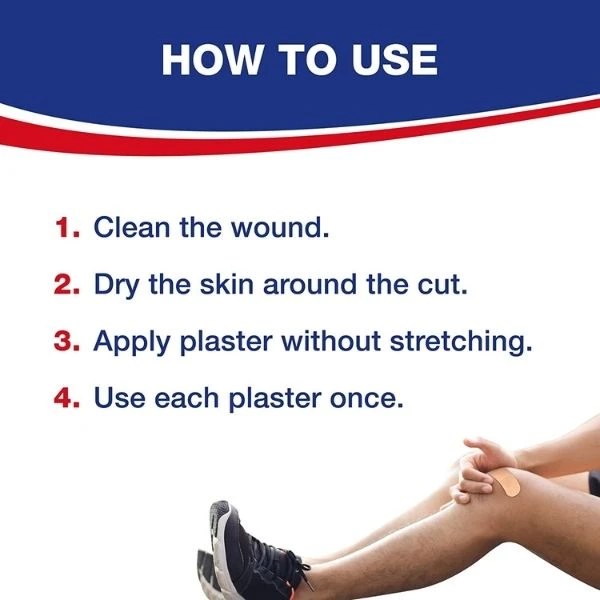 HOW TO USE
1. Clean the wound.
2. Dry the skin around the cut.
3. Apply plaster without stretching.
4. Use each plaster once.